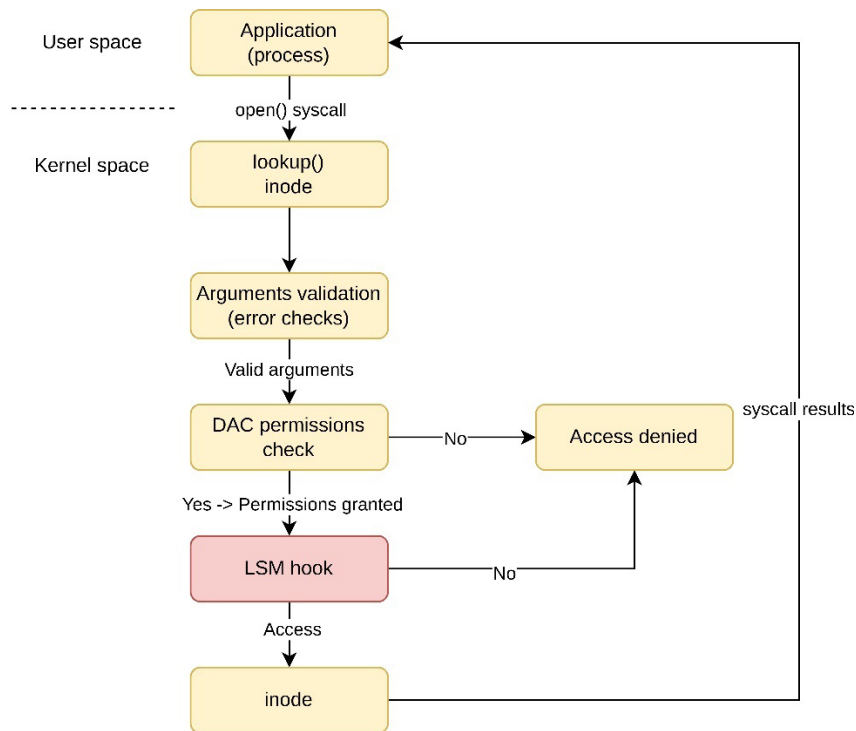 User space
Application
(process)
open() syscall
Kernel space
lookup()
inode
Arguments validation
(error checks)
Valid arguments
DAC permissions
check
No
Access denied
syscall results
Yes -> Permissions granted
LSM hook
No
Access
inode